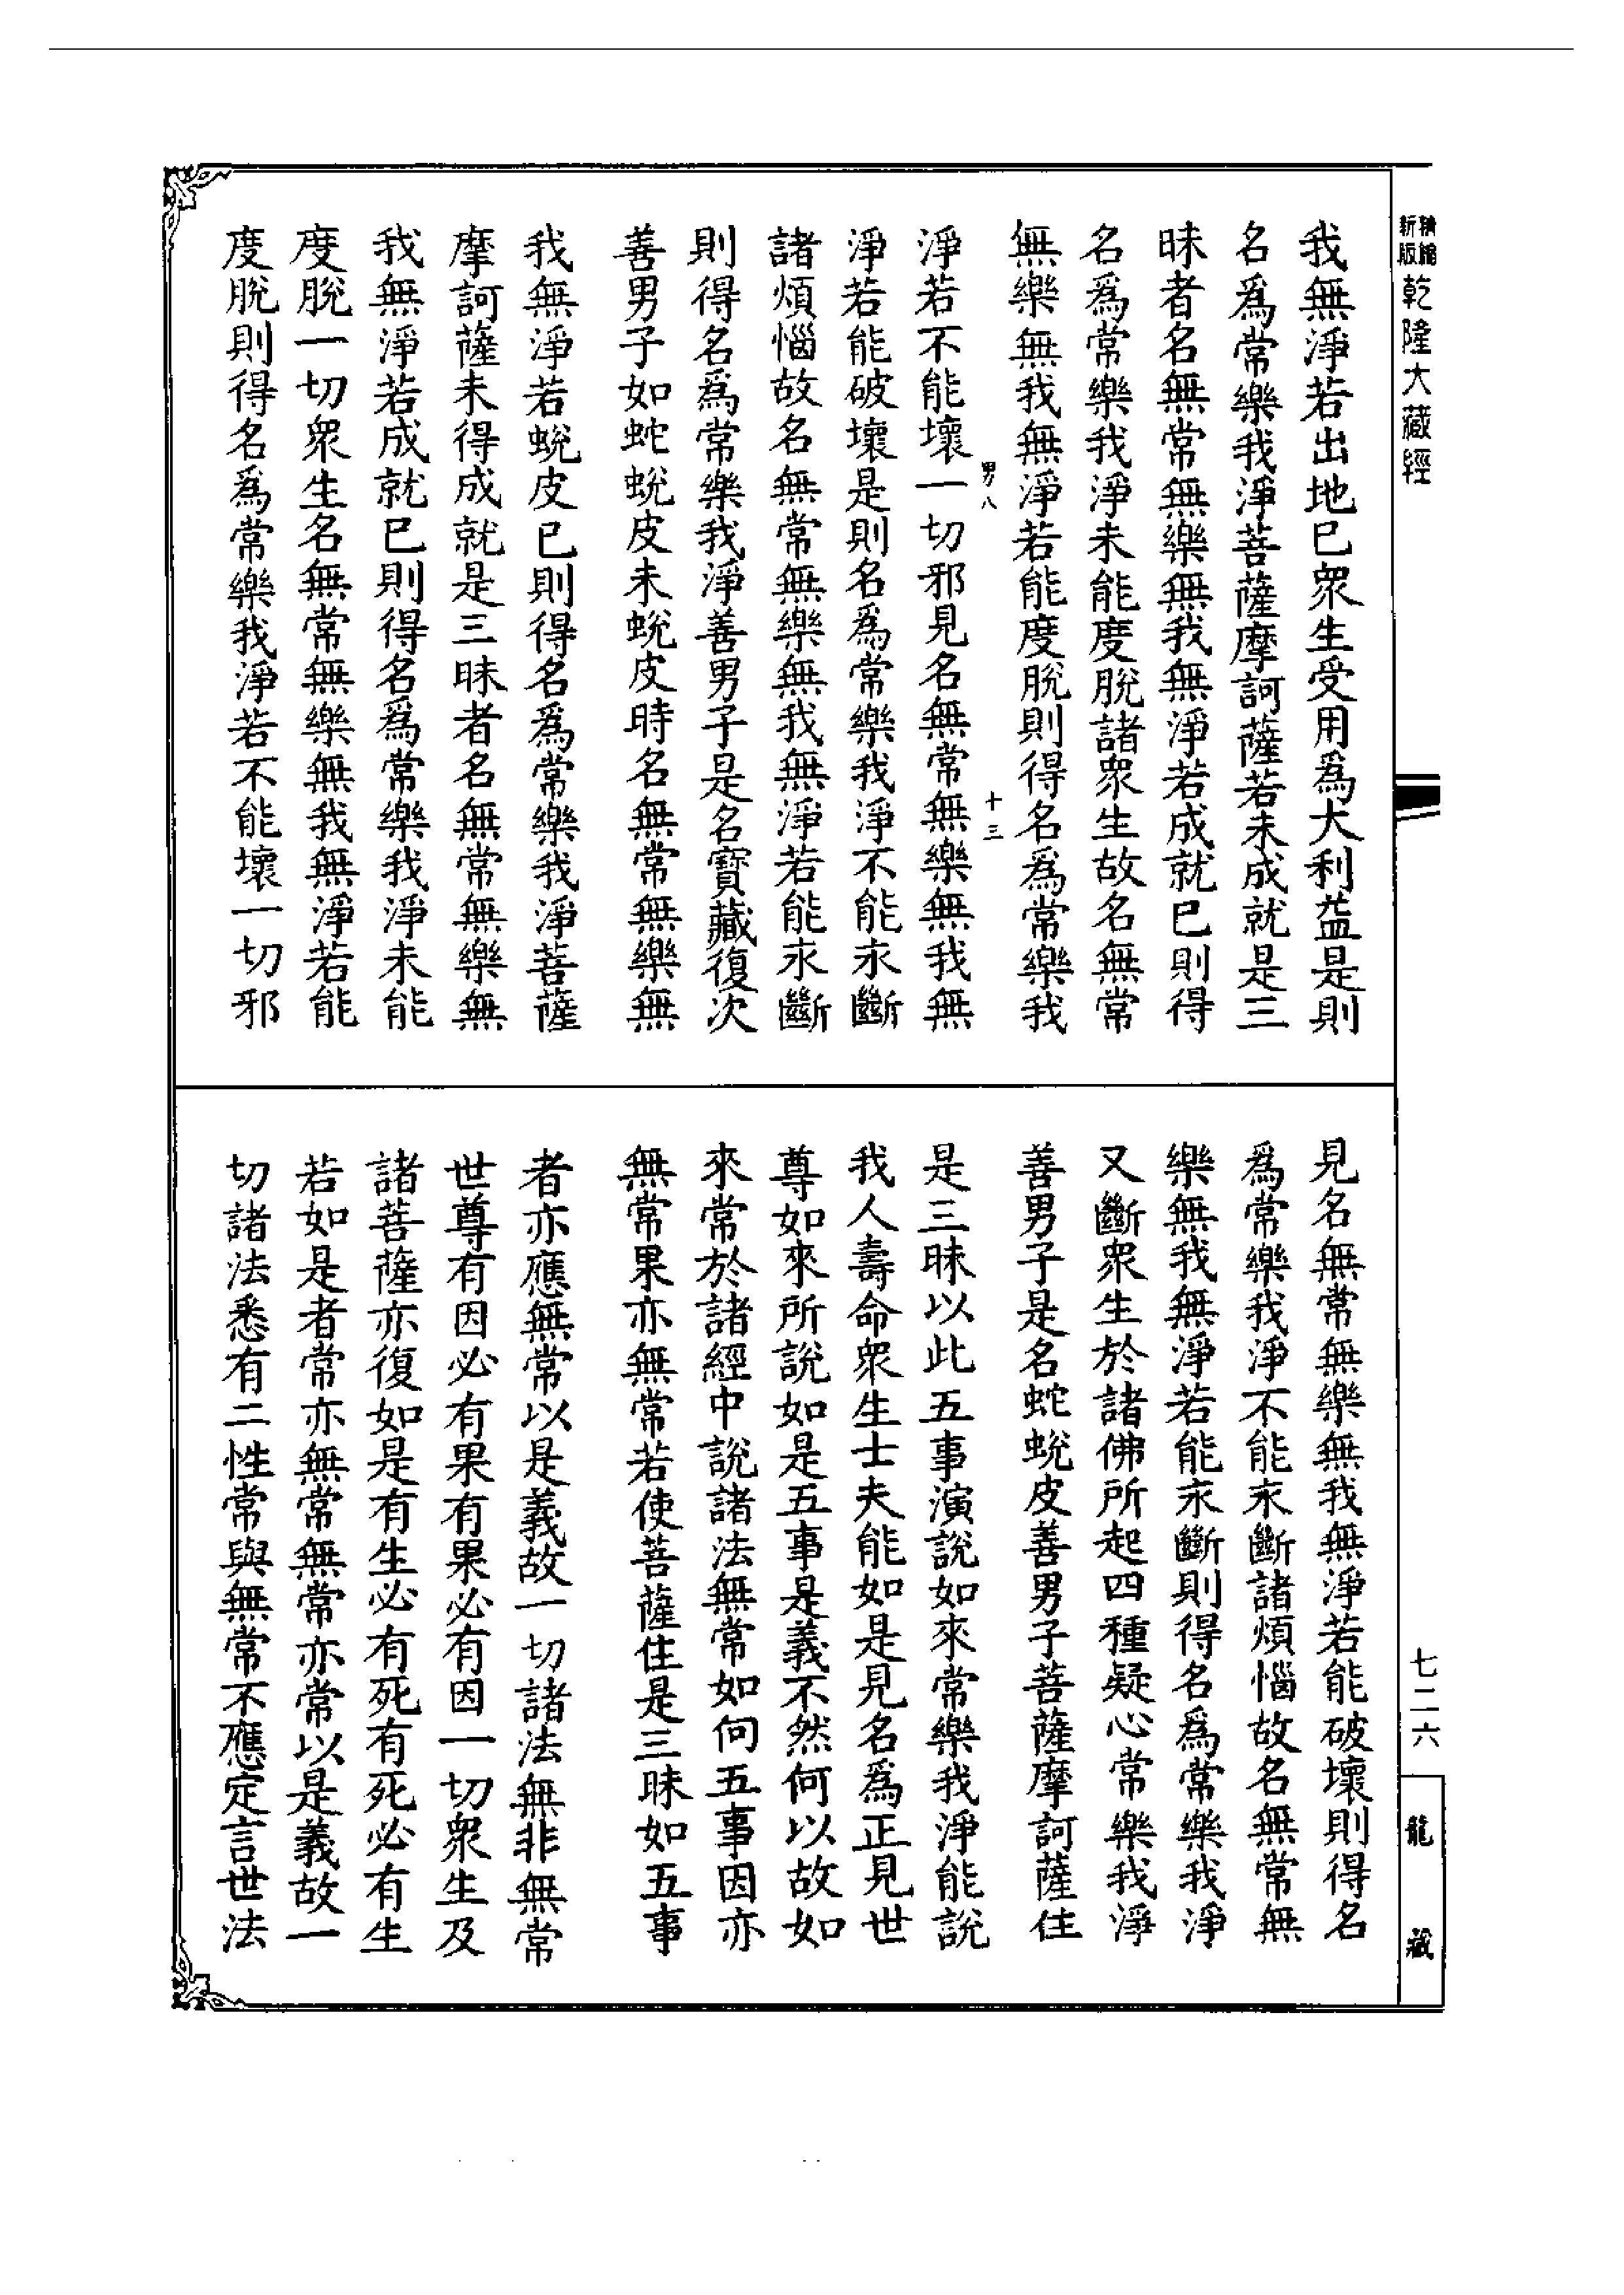 新版
精縮
乾隆大藏經
我無淨若出地已眾生受用爲大利益是則
名爲常樂我淨菩薩摩訶薩若未成就是三
昧者名無常無樂無我無淨若成就已則得
名爲常樂我淨未能度脫諸眾生故名無常
無樂無我無淨若能度脫則得名爲常樂我
男八
十三
淨若不能壞一切邪見名無常無樂無我無
淨若能破壞是則名爲常樂我淨不能永斷
諸煩惱故名無常無樂無我無淨若能永斷
則得名爲常樂我淨善男子是名寶藏復次
善男子如蛇蛻皮未蛻皮時名無常無樂無
我無淨若蛻皮已則得名爲常樂我淨菩薩
摩訶薩未得成就是三昧者名無常無樂無
我無淨若成就已則得名爲常樂我淨未能
度脫一切眾生名無常無樂無我無淨若能
度脫則得名爲常樂我淨若不能壞一切邪
見名無常無樂無我無淨若能破壞則得名
爲常樂我淨不能永斷諸煩惱故名無常無
樂無我無淨若能永斷則得名爲常樂我淨
又斷眾生於諸佛所起四種疑心常樂我淨
善男子是名蛇蛻皮善男子菩薩摩訶薩住
是三昧以此五事演說如來常樂我淨能說
我人壽命眾生士夫能如是見名爲正見世
尊如來所說如是五事是義不然何以故如
來常於諸經中說諸法無常如何五事因亦
無常果亦無常若使菩薩住是三昧如五事
者亦應無常以是義故一切諸法無非無常
世尊有因必有果有果必有因一切眾生及
諸菩薩亦復如是有生必有死有死必有生
若如是者常亦無常無常亦常以是義故一
切諸法悉有二性常與無常不應定言世法
七二六
龍藏